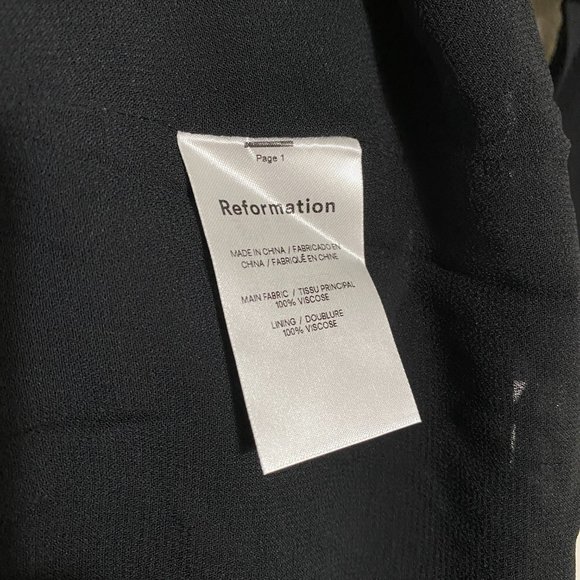 Page 1
Reformation
MADE IN CHINA / FABRICADO EN
CHINA / FABRIQUÉ EN CHINE
MAIN FABRIC / TISSU PRINCIPAL
100% VISCOSE
LINING / DOUBLURE
100% VISCOSE